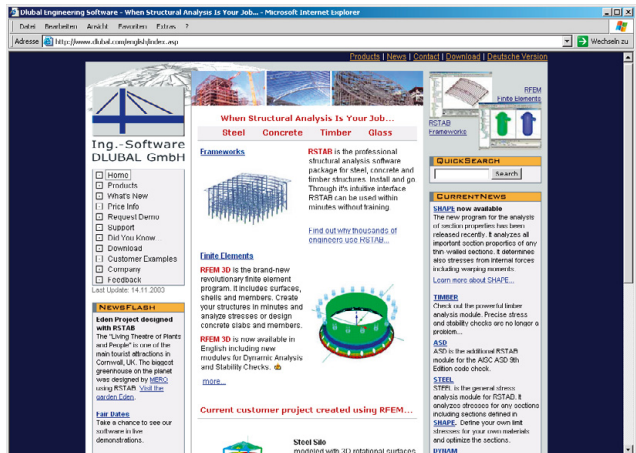 Dlubal Engineering Software - When Structural Analysis Is Your Job... - Microsoft Internet Explorer
Datei Bearbeiten Ansicht Favoriten Extras ?
Adresse http://www.dlubal.com/english/index.asp Wechseln zu
Products | News | Contact | Download | Deutsche Version
Ing.-Software
DLUBAL GmbH
Home
Products
What's New
Price Info
Request Demo
Support
Did You Know...
Download
Customer Examples
Company
Feedback
Last Update: 14.11.2003
NEWSFLASH
Eden Project designed
with RSTAB
The "Living Theatre of Plants
and People" is one of the
main tourist attractions in
Cornwall, UK. The biggest
greenhouse on the planet
was designed by MERO
using RSTAB. Visit the
garden Eden.
Fair Dates
Take a chance to see our
software in live
demonstrations.
When Structural Analysis Is Your Job...
Steel Concrete Timber Glass
Frameworks
RSTAB is the professional
structural analysis software
package for steel, concrete and
timber structures. Install and go
Through it's intuitive interface
RSTAB can be used within
minutes without training.
Find out why thousands of
engineers use RSTAB...
Finite Elements
RFEM 3D is the brand-new
revolutionary finite element
program. It includes surfaces,
shells and members. Create
your structures in minutes and
analyze stresses or design
concrete slabs and members.
RFEM 3D is now available in
English including new
modules for Dynamic Analysis
and Stability Checks.
more...
Current customer project created using RFEM...
Steel Silo
modeled with 3D rotational surfaces
RFEM
Finite Elements
RSTAB
Frameworks
QUICKSEARCH
Search
CURRENTNEWS
SHAPE now available
The new program for the analysis
of section properties has been
released recently. It analyzes all
important section properties of any
thin-walled sections. It determines
also stresses from internal forces
including warping moments.
Learn more about SHAPE...
TIMBER
Check out the powerful timber
analysis module. Precise stress
and stability checks are no longer a
problem...
ASD
ASD is the additional RSTAB
module for the AISC ASD 9th
Edition code check.
STEEL
STEEL is the general stress
analysis module for RSTAB. It
analyzes stresses for any sections
including sections defined in
SHAPE. Define your own limit
stresses for your own materials
and optimize the sections.
DYNAM